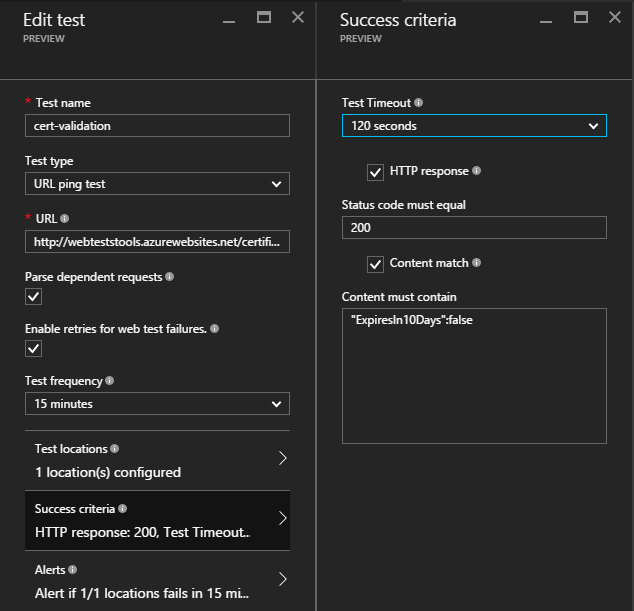 Edit test
PREVIEW
* Test name
cert-validation
Test type
URL ping test
* URL
http://webteststools.azurewebsites.net/certifi...
Parse dependent requests
Enable retries for web test failures.
Test frequency
15 minutes
Test locations
1 location(s) configured
Success criteria
HTTP response: 200, Test Timeout...
Alerts
Alert if 1/1 locations fails in 15 mi...
Success criteria
PREVIEW
Test Timeout
120 seconds
HTTP response
Status code must equal
200
Content match
Content must contain
"ExpiresIn10Days":false